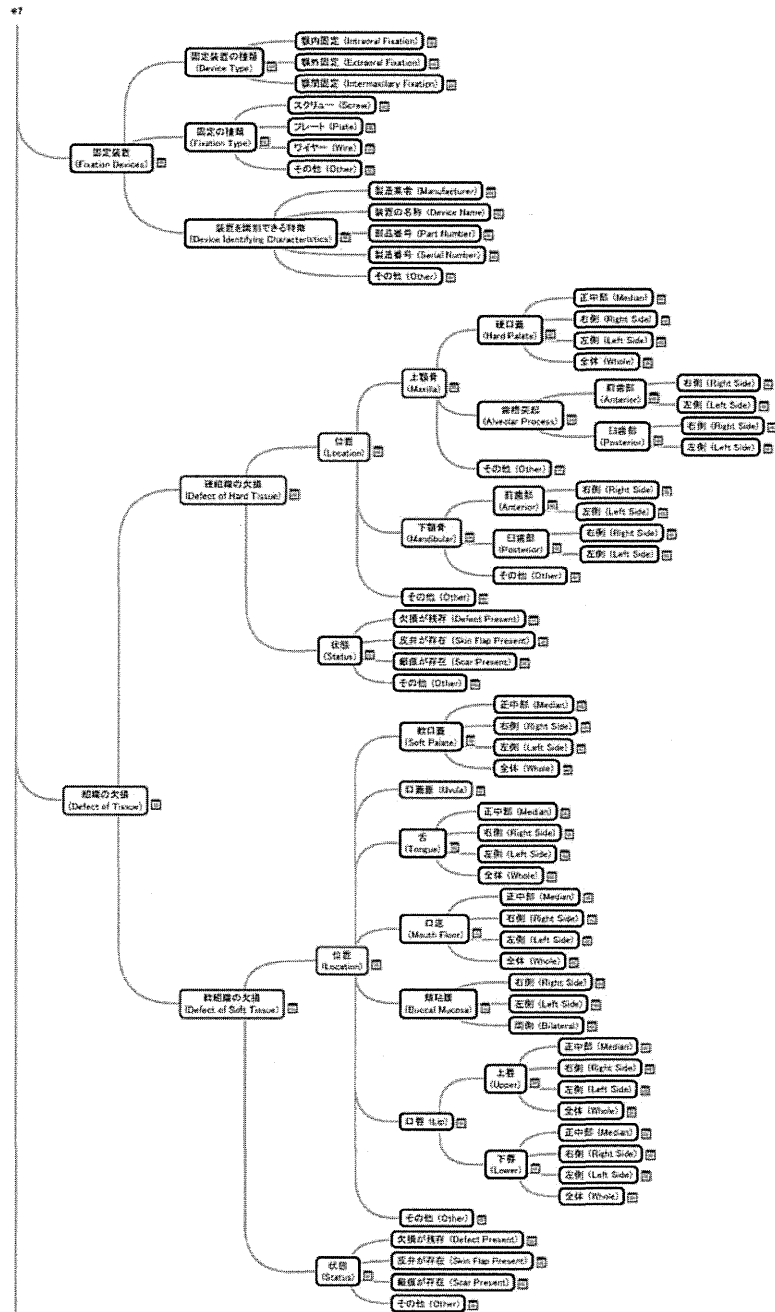 *7
固定装置
(Fixation Devices)
固定装置の種類
(Device Type)
顎内固定 (Intraoral Fixation)
顎外固定 (Extraoral Fixation)
顎間固定 (Intermaxillary Fixation)
固定の種類
(Fixation Type)
スクリュー (Screw)
プレート (Plate)
ワイヤー (Wire)
その他 (Other)
装置を識別できる特徴
(Device Identifying Characteristics)
製造業者 (Manufacturer)
装置の名称 (Device Name)
部品番号 (Part Number)
製造番号 (Serial Number)
その他 (Other)
組織の欠損
(Defect of Tissue)
硬組織の欠損
(Defect of Hard Tissue)
位置
(Location)
上顎骨
(Maxilla)
硬口蓋
(Hard Palate)
正中部 (Median)
右側 (Right Side)
左側 (Left Side)
全体 (Whole)
歯槽突起
(Alveolar Process)
前歯部
(Anterior)
右側 (Right Side)
左側 (Left Side)
臼歯部
(Posterior)
右側 (Right Side)
左側 (Left Side)
その他 (Other)
下顎骨
(Mandibular)
前歯部
(Anterior)
右側 (Right Side)
左側 (Left Side)
臼歯部
(Posterior)
右側 (Right Side)
左側 (Left Side)
その他 (Other)
その他 (Other)
状態
(Status)
欠損が残存 (Defect Present)
皮弁が存在 (Skin Flap Present)
瘢痕が存在 (Scar Present)
その他 (Other)
軟組織の欠損
(Defect of Soft Tissue)
位置
(Location)
軟口蓋
(Soft Palate)
正中部 (Median)
右側 (Right Side)
左側 (Left Side)
全体 (Whole)
口蓋垂 (Uvula)
舌
(Tongue)
正中部 (Median)
右側 (Right Side)
左側 (Left Side)
全体 (Whole)
口底
(Mouth Floor)
正中部 (Median)
右側 (Right Side)
左側 (Left Side)
全体 (Whole)
頬粘膜
(Buccal Mucosa)
右側 (Right Side)
左側 (Left Side)
両側 (Bilateral)
口唇 (Lip)
上唇
(Upper)
正中部 (Median)
右側 (Right Side)
左側 (Left Side)
全体 (Whole)
下唇
(Lower)
正中部 (Median)
右側 (Right Side)
左側 (Left Side)
全体 (Whole)
その他 (Other)
状態
(Status)
欠損が残存 (Defect Present)
皮弁が存在 (Skin Flap Present)
瘢痕が存在 (Scar Present)
その他 (Other)